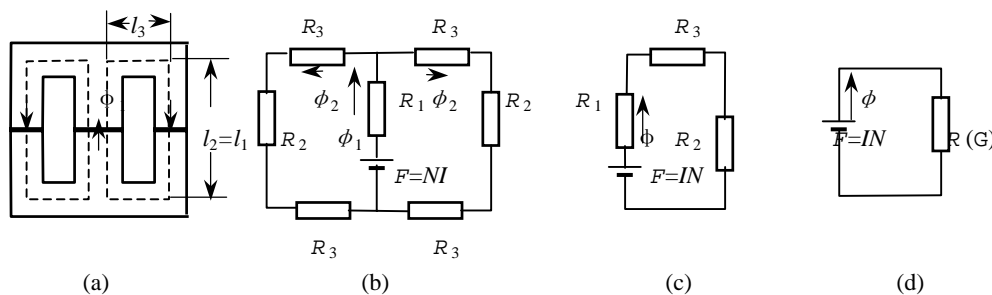 l3
Φ
l2=l1
(a)
R3 R3
ϕ2 R1 ϕ2
R2 R2
ϕ1
F=NI
R3 R3
(b)
R3
R1
ϕ R2
F=IN
(c)
ϕ
F=IN R(G)
(d)